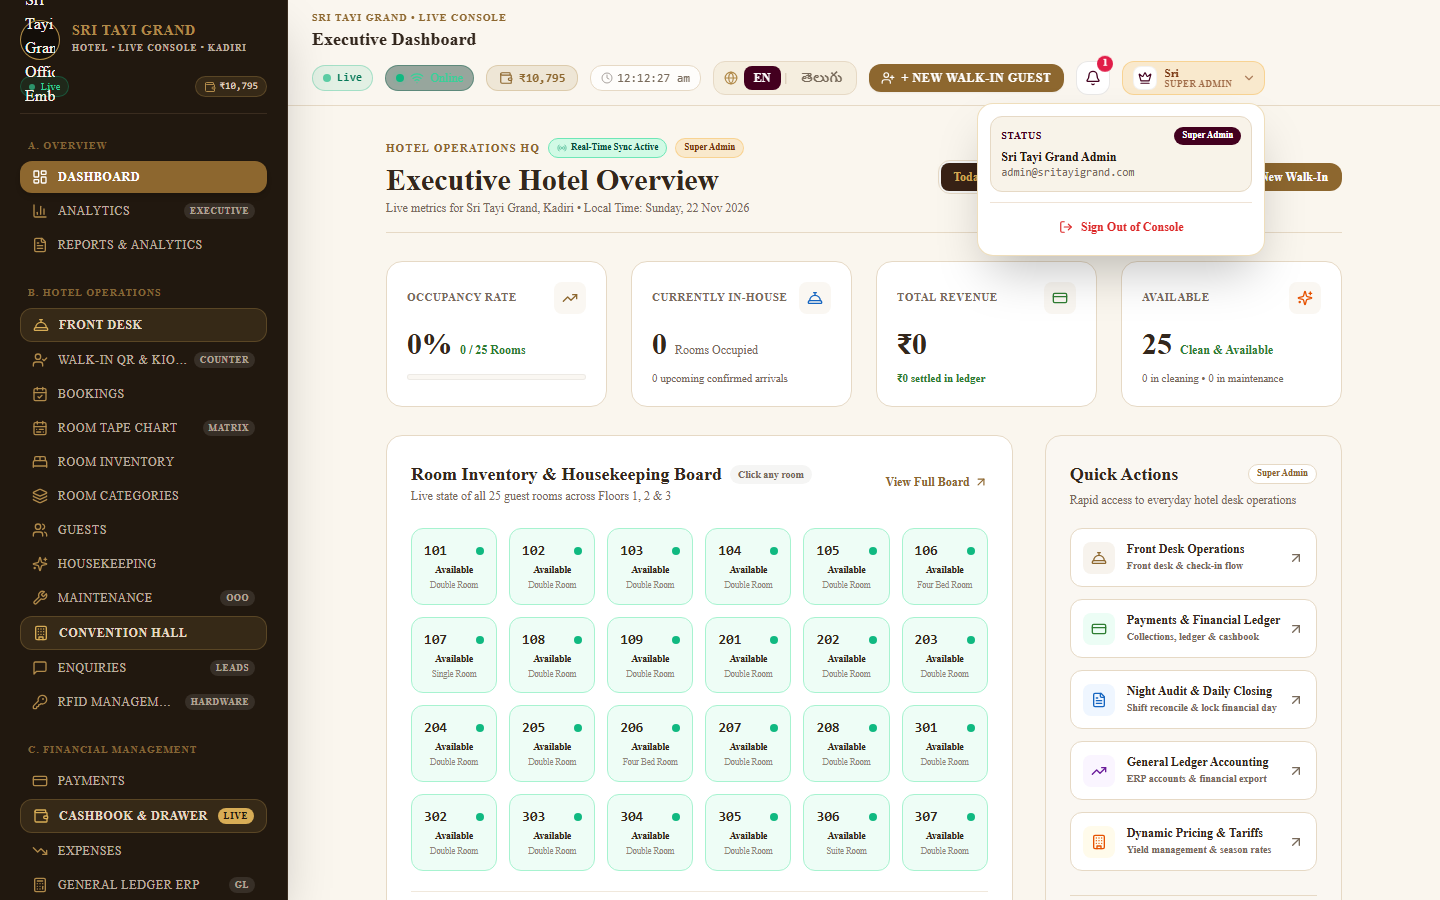 SRI TAYI GRAND
HOTEL • LIVE CONSOLE • KADIRI
Tayi
Live
₹10,795
A. OVERVIEW
DASHBOARD
ANALYTICS
EXECUTIVE
REPORTS & ANALYTICS
B. HOTEL OPERATIONS
FRONT DESK
WALK-IN QR & KIO...
COUNTER
BOOKINGS
ROOM TAPE CHART
MATRIX
ROOM INVENTORY
ROOM CATEGORIES
GUESTS
HOUSEKEEPING
MAINTENANCE
OOO
CONVENTION HALL
ENQUIRIES
LEADS
RFID MANAGEM...
HARDWARE
C. FINANCIAL MANAGEMENT
PAYMENTS
CASHBOOK & DRAWER
LIVE
EXPENSES
GENERAL LEDGER ERP
GL
SRI TAYI GRAND • LIVE CONSOLE
Executive Dashboard
Live
₹10,795
12:12:27 am
EN
తెలుగు
+ NEW WALK-IN GUEST
1
Sri
SUPER ADMIN
STATUS
Super Admin
Sri Tayi Grand Admin
admin@sritayigrand.com
Sign Out of Console
HOTEL OPERATIONS HQ
Real-Time Sync Active
Super Admin
Executive Hotel Overview
Live metrics for Sri Tayi Grand, Kadiri • Local Time: Sunday, 22 Nov 2026
New Walk-In
OCCUPANCY RATE
0% 0 / 25 Rooms
CURRENTLY IN-HOUSE
0 Rooms Occupied
0 upcoming confirmed arrivals
TOTAL REVENUE
₹0
₹0 settled in ledger
AVAILABLE
25 Clean & Available
0 in cleaning • 0 in maintenance
Room Inventory & Housekeeping Board
Click any room
Live state of all 25 guest rooms across Floors 1, 2 & 3
View Full Board
101
Available
Double Room
102
Available
Double Room
103
Available
Double Room
104
Available
Double Room
105
Available
Double Room
106
Available
Four Bed Room
107
Available
Single Room
108
Available
Double Room
109
Available
Double Room
201
Available
Double Room
202
Available
Double Room
203
Available
Double Room
204
Available
Double Room
205
Available
Double Room
206
Available
Four Bed Room
207
Available
Double Room
208
Available
Double Room
301
Available
Double Room
302
Available
Double Room
303
Available
Double Room
304
Available
Double Room
305
Available
Double Room
306
Available
Suite Room
307
Available
Double Room
Quick Actions
Super Admin
Rapid access to everyday hotel desk operations
Front Desk Operations
Front desk & check-in flow
Payments & Financial Ledger
Collections, ledger & cashbook
Night Audit & Daily Closing
Shift reconcile & lock financial day
General Ledger Accounting
ERP accounts & financial export
Dynamic Pricing & Tariffs
Yield management & season rates